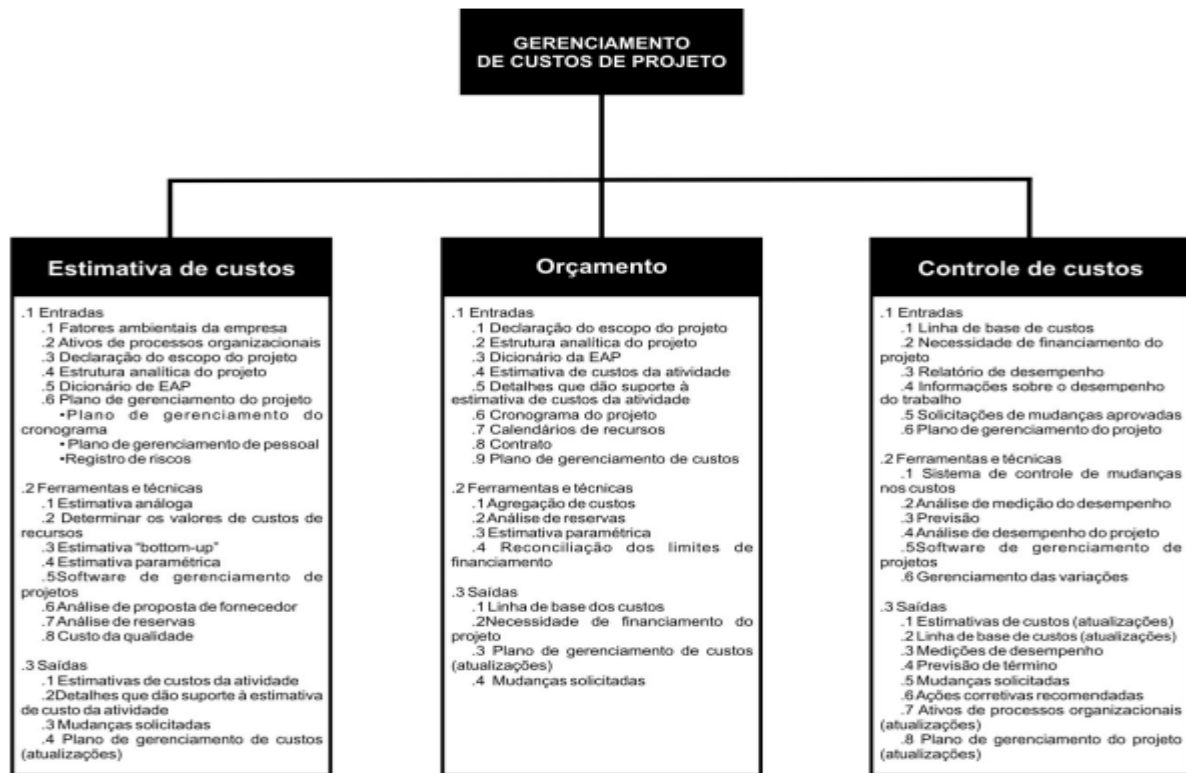 GERENCIAMENTO
DE CUSTOS DE PROJETO
Estimativa de custos
.1 Entradas
.1 Fatores ambientais da empresa
.2 Ativos de processos organizacionais
.3 Declaração do escopo do projeto
.4 Estrutura analítica do projeto
.5 Dicionário de EAP
.6 Plano de gerenciamento do projeto
•Plano de gerenciamento do
cronograma
•Plano de gerenciamento de pessoal
•Registro de riscos
.2 Ferramentas e técnicas
.1 Estimativa análoga
.2 Determinar os valores de custos de
recursos
.3 Estimativa “bottom-up”
.4 Estimativa paramétrica
.5Software de gerenciamento de
projetos
.6 Análise de proposta de fornecedor
.7 Análise de reservas
.8 Custo da qualidade
.3 Saídas
.1 Estimativas de custos da atividade
.2Detalhes que dão suporte à estimativa
de custo da atividade
.3 Mudanças solicitadas
.4 Plano de gerenciamento de custos
(atualizações)
Orçamento
.1 Entradas
.1 Declaração do escopo do projeto
.2 Estrutura analítica do projeto
.3 Dicionário da EAP
.4 Estimativa de custos da atividade
.5 Detalhes que dão suporte à
estimativa de custos da atividade
.6 Cronograma do projeto
.7 Calendários de recursos
.8 Contrato
.9 Plano de gerenciamento de custos
.2 Ferramentas e técnicas
.1 Agregação de custos
.2 Análise de reservas
.3 Estimativa paramétrica
.4 Reconciliação dos limites de
financiamento
.3 Saídas
.1 Linha de base dos custos
.2Necessidade de financiamento do
projeto
.3 Plano de gerenciamento de custos
(atualizações)
.4 Mudanças solicitadas
Controle de custos
.1 Entradas
.1 Linha de base de custos
.2 Necessidade de financiamento do
projeto
.3 Relatório de desempenho
.4 Informações sobre o desempenho
do trabalho
.5 Solicitações de mudanças aprovadas
.6 Plano de gerenciamento do projeto
.2 Ferramentas e técnicas
.1 Sistema de controle de mudanças
nos custos
.2 Análise de medição do desempenho
.3 Previsão
.4 Análise de desempenho do projeto
.5Software de gerenciamento de
projetos
.6 Gerenciamento das variações
.3 Saídas
.1 Estimativas de custos (atualizações)
.2 Linha de base de custos (atualizações)
.3 Medições de desempenho
.4 Previsão de término
.5 Mudanças solicitadas
.6 Ações corretivas recomendadas
.7 Ativos de processos organizacionais
(atualizações)
.8 Plano de gerenciamento do projeto
(atualizações)